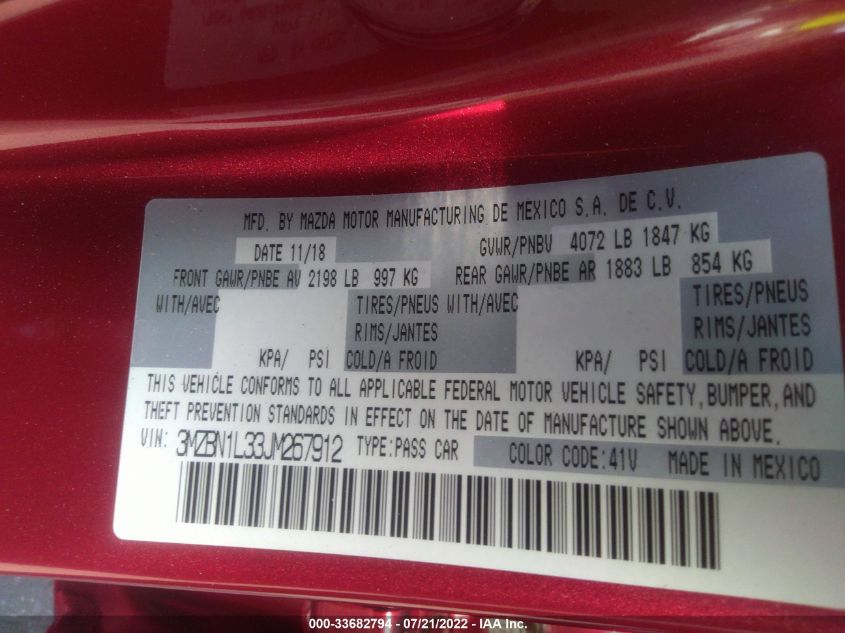 MFD. BY MAZDA MOTOR MANUFACTURING DE MEXICO S.A. DE C.V.
DATE 11/18 GVWR/PNBV 4072 LB 1847 KG
FRONT GAWR/PNBE AV 2198 LB 997 KG REAR GAWR/PNBE AR 1883 LB 854 KG
WITH/AVEC TIRES/PNEUS WITH/AVEC TIRES/PNEUS
RIMS/JANTES RIMS/JANTES
KPA/ PSI COLD/A FROID KPA/ PSI COLD/A FROID
THIS VEHICLE CONFORMS TO ALL APPLICABLE FEDERAL MOTOR VEHICLE SAFETY, BUMPER, AND
THEFT PREVENTION STANDARDS IN EFFECT ON THE DATE OF MANUFACTURE SHOWN ABOVE.
VIN: 3MZBN1L33JM267912 TYPE:PASS CAR COLOR CODE:41V MADE IN MEXICO
000-33682794 - 07/21/2022 - IAA Inc.